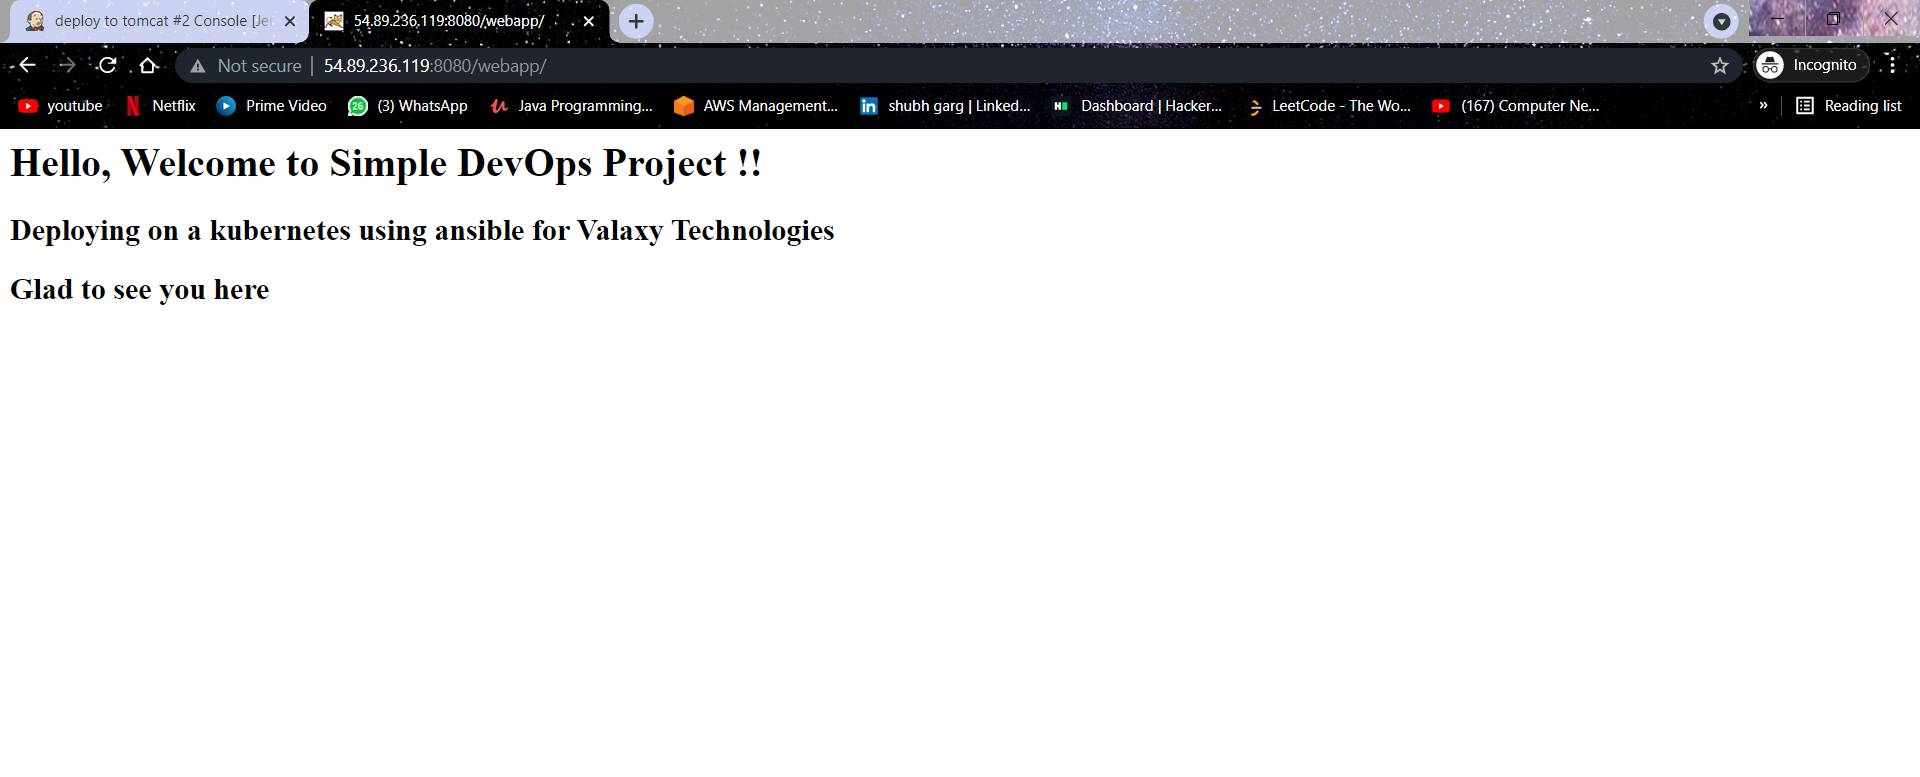 deploy to tomcat #2 Console [Je
54.89.236.119:8080/webapp/
Not secure
54.89.236.119:8080/webapp/
Incognito
youtube
Netflix
Prime Video
26
(3) WhatsApp
Java Programming...
AWS Management...
in
shubh garg | Linked...
Dashboard | Hacker...
LeetCode - The Wo...
(167) Computer Ne...
»
Reading list
Hello, Welcome to Simple DevOps Project !!
Deploying on a kubernetes using ansible for Valaxy Technologies
Glad to see you here